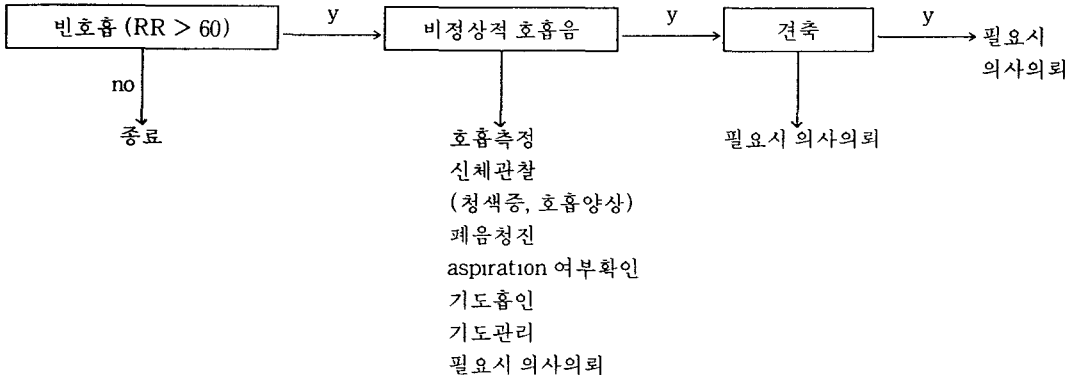 빈호흡 (RR > 60)
y
비정상적 호흡음
y
견축
y
필요시
의사의뢰
no
종료
호흡측정
신체관찰
(청색증, 호흡양상)
폐음청진
aspiration 여부확인
기도흡인
기도관리
필요시 의사의뢰
필요시 의사의뢰